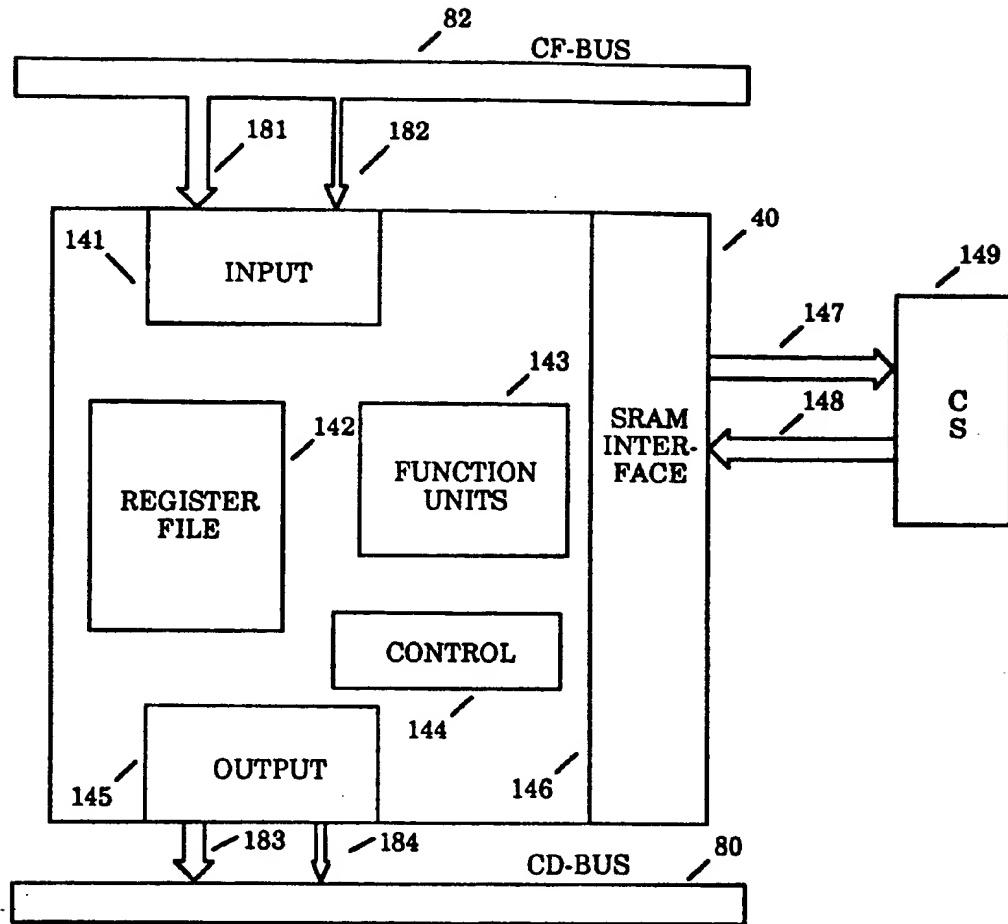 82
CF-BUS
181
182
40
141
INPUT
149
147
143
148
C
S
142
SRAM
INTER-
FACE
REGISTER
FILE
FUNCTION
UNITS
CONTROL
144
145
OUTPUT
146
183
184
80
CD-BUS